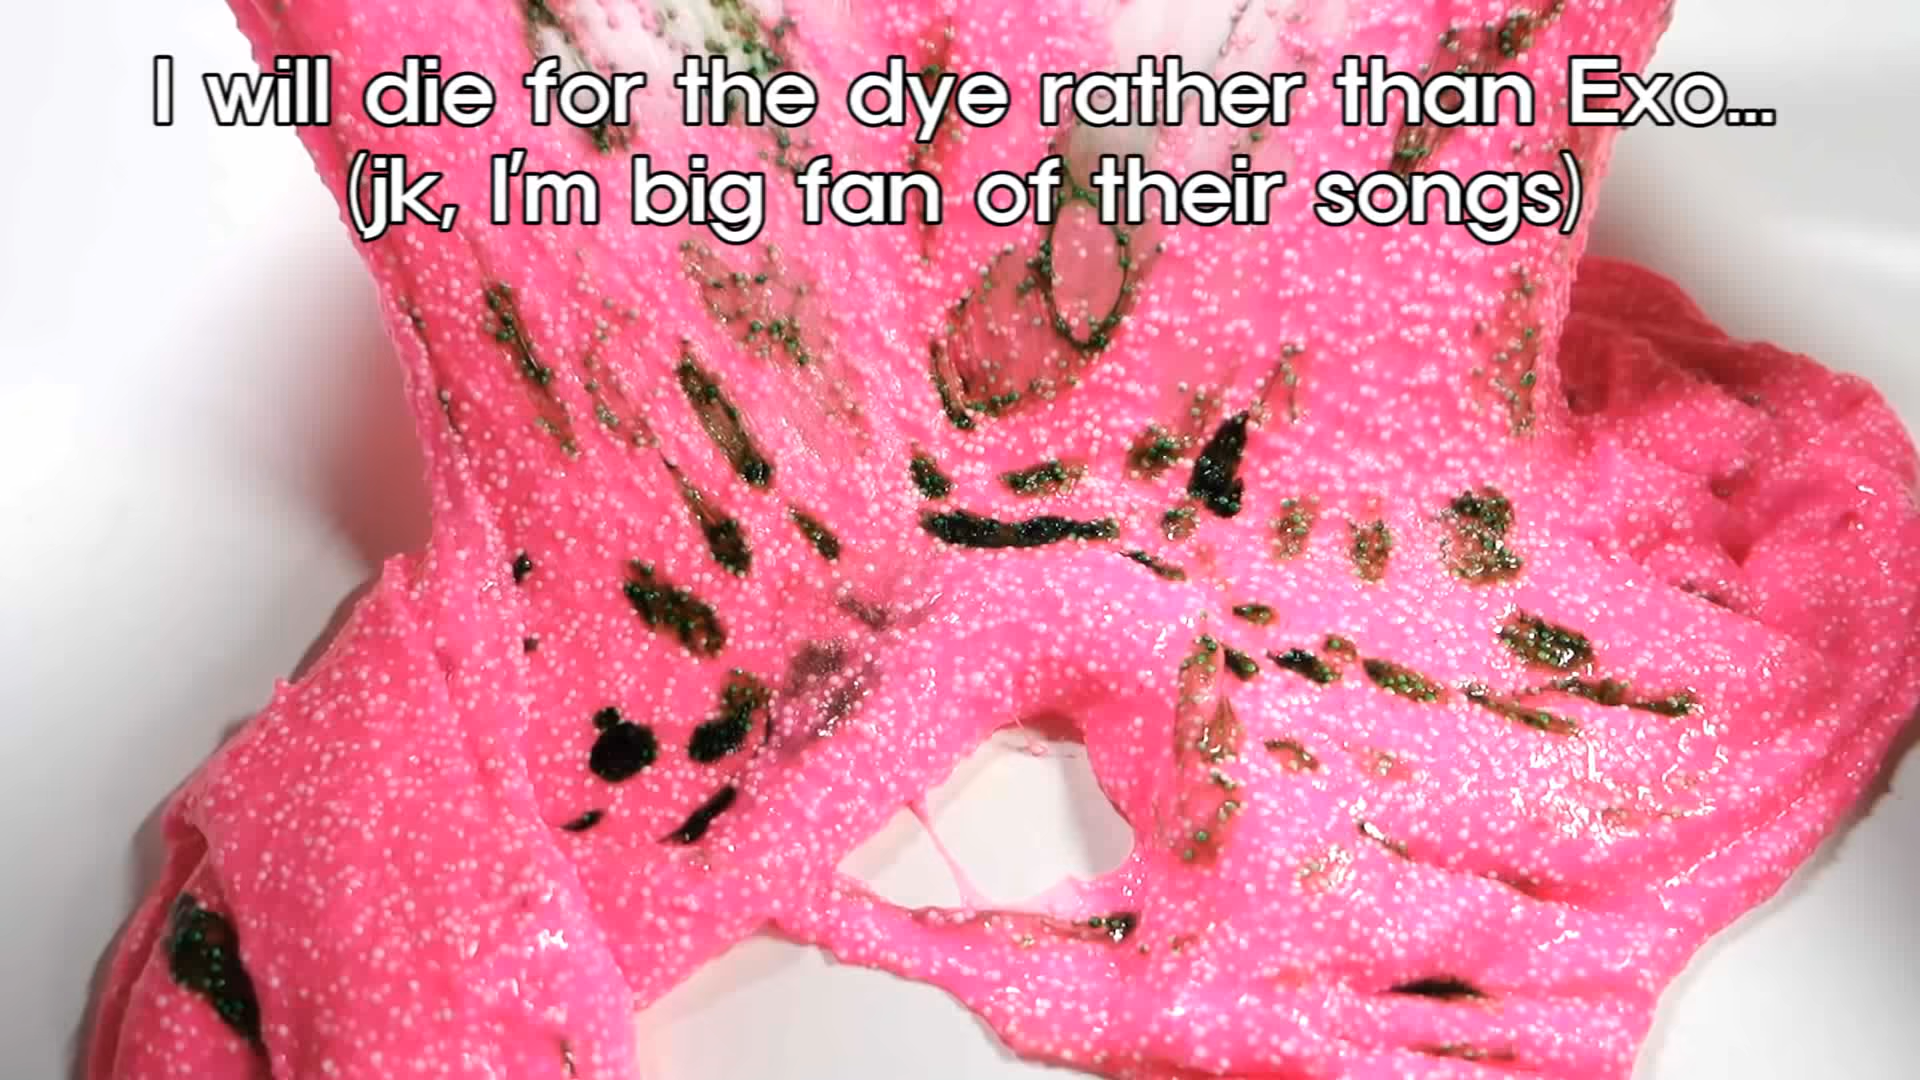 I will die for the dye rather than Exo...
(jk, I'm big fan of their songs)